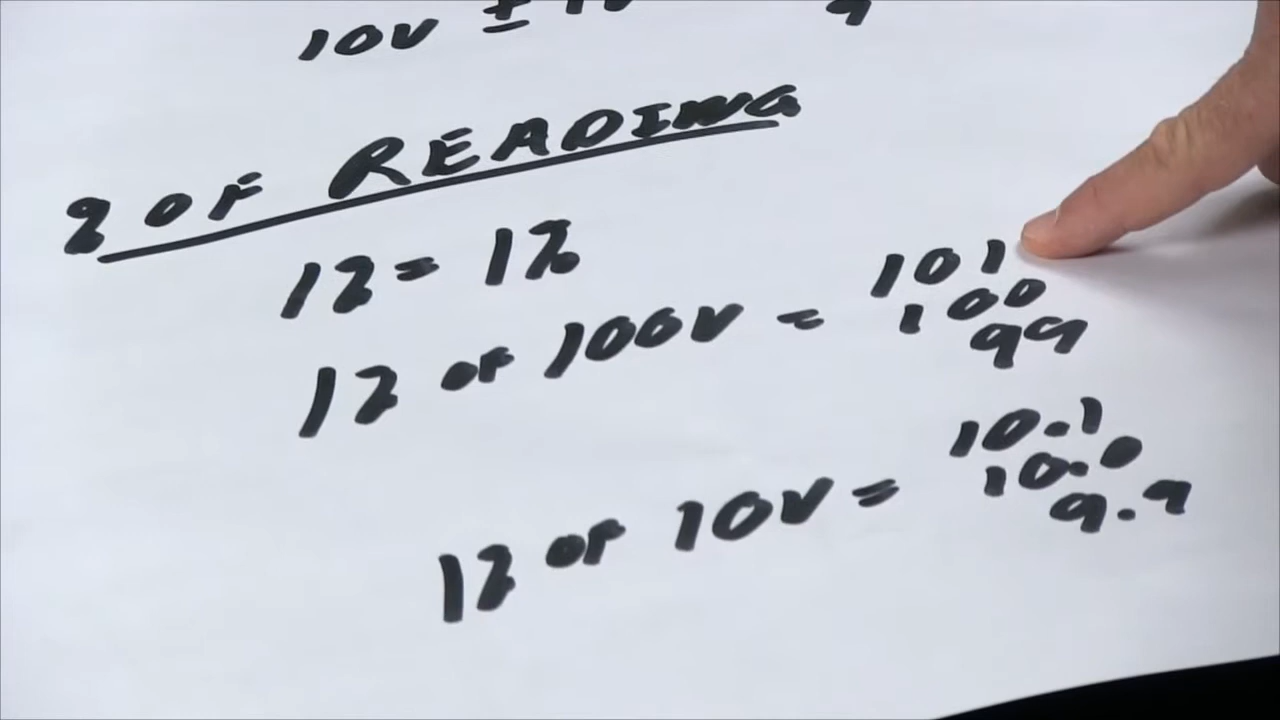 10V ±
% OF READING
1% = 1%
1% OF 100V = 101
100
99
1% OF 10V = 10.1
10.0
9.9